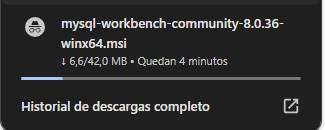 mysql-workbench-community-8.0.36-
winx64.msi
↓ 6,6/42,0 MB • Quedan 4 minutos
Historial de descargas completo